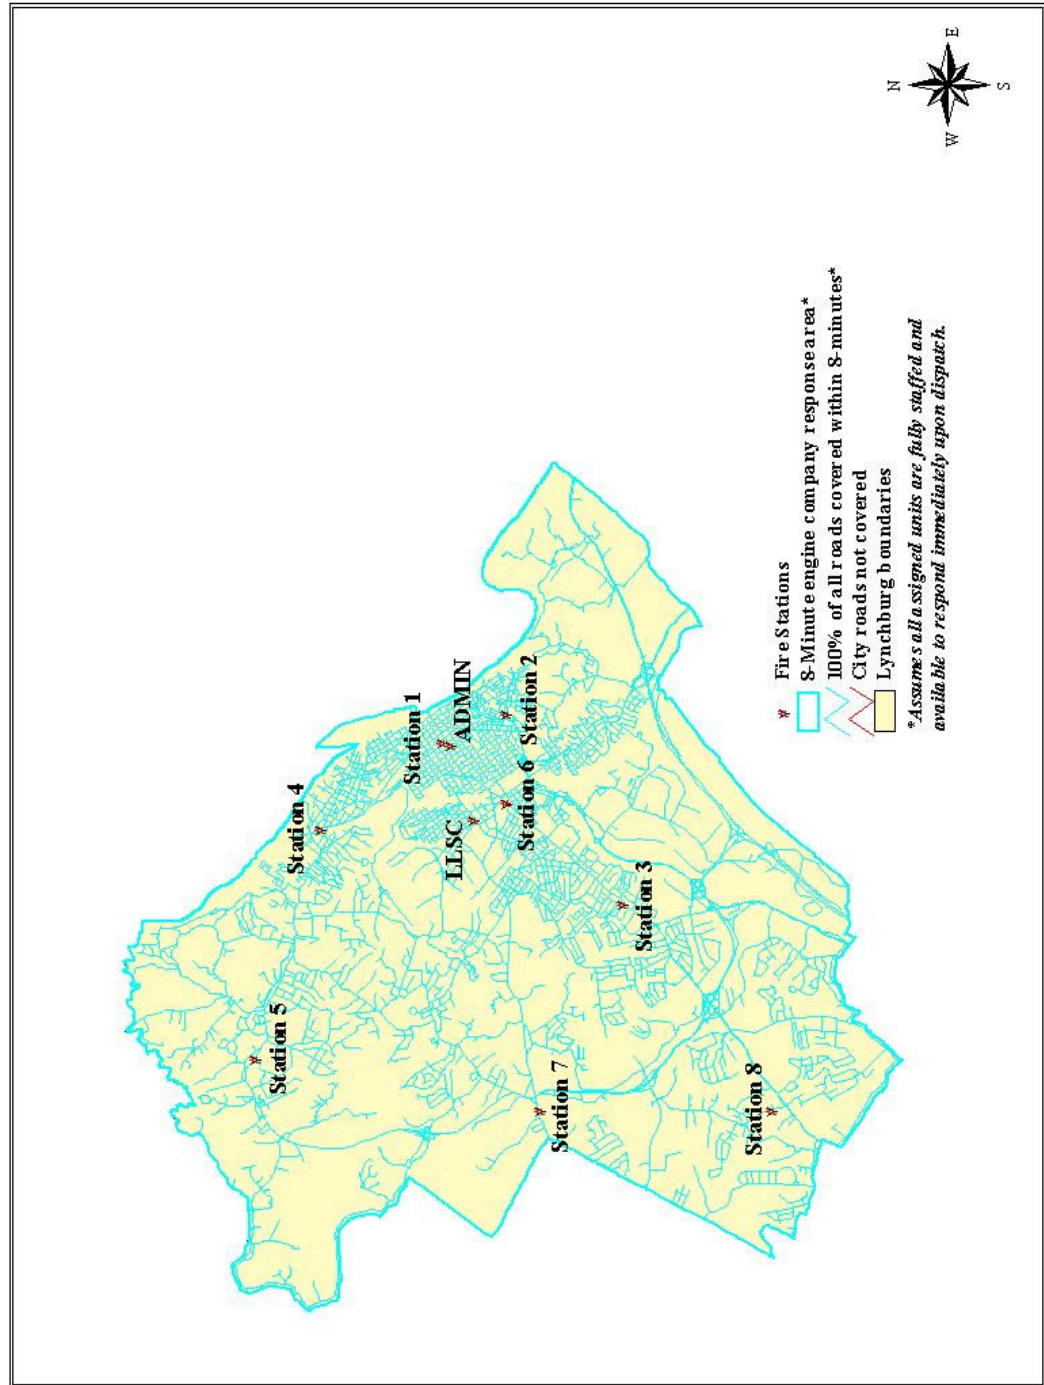 N
E
W
S
Station 4
Station 1
ADMIN
Station 5
LLSC
Station 2
Station 6
Station 7
Station 3
Station 8
Fire Stations
8-Minute engine company response area*
100% of all roads covered within 8-minutes*
City roads not covered
Lynchburg boundaries
*Assumes all assigned units are fully staffed and
available to respond immediately upon dispatch.